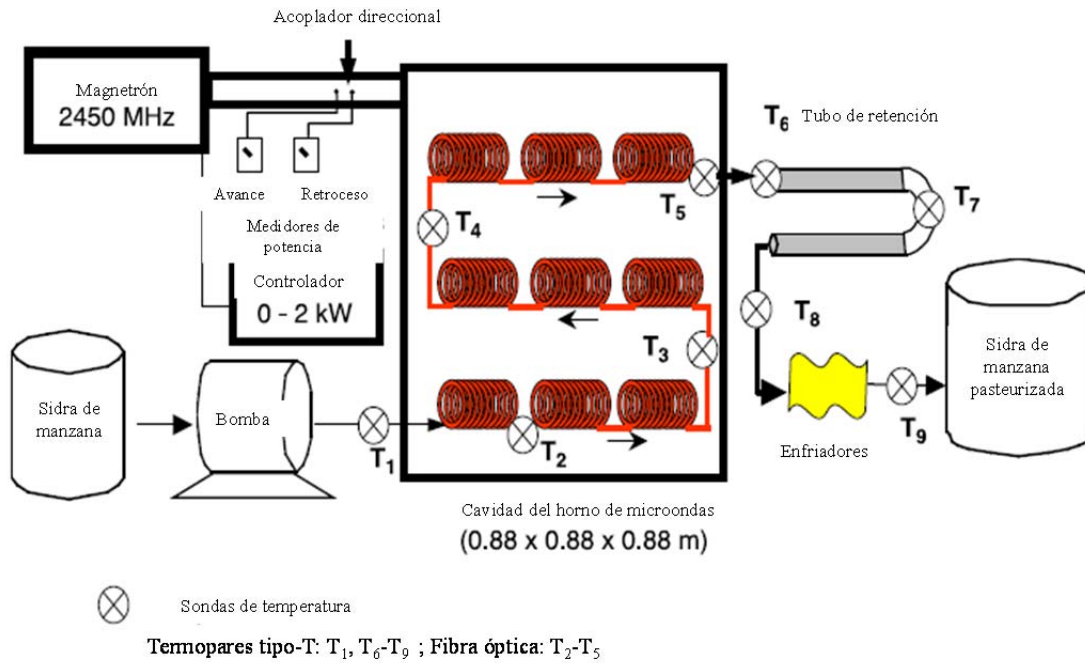 Acoplador direccional
Magnetrón
2450 MHz
Avance
Retroceso
Medidores de
potencia
Controlador
0 - 2 kW
Sidra de
manzana
Bomba
T1
T2
T3
T4
T5
T6
Tubo de retención
T7
T8
Enfriadores
T9
Sidra de
manzana
pasteurizada
Cavidad del horno de microondas
(0.88 x 0.88 x 0.88 m)
Sondas de temperatura
Termopares tipo-T: T1, T6-T9 ; Fibra óptica: T2-T5